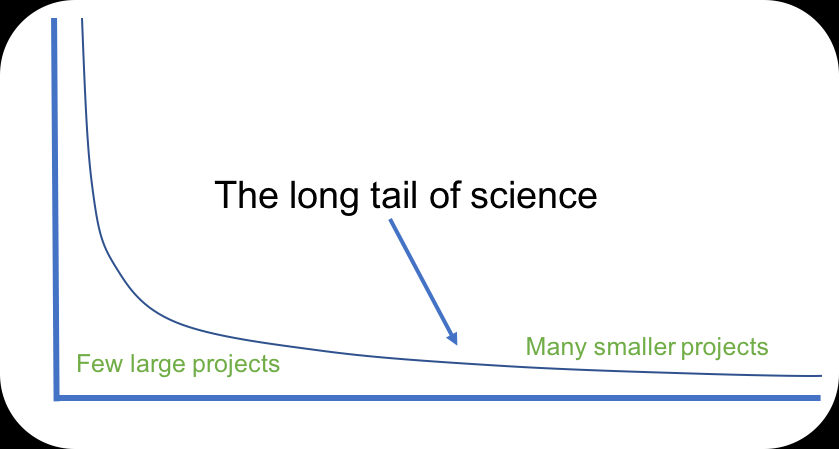 The long tail of science
Many smaller projects
Few large projects